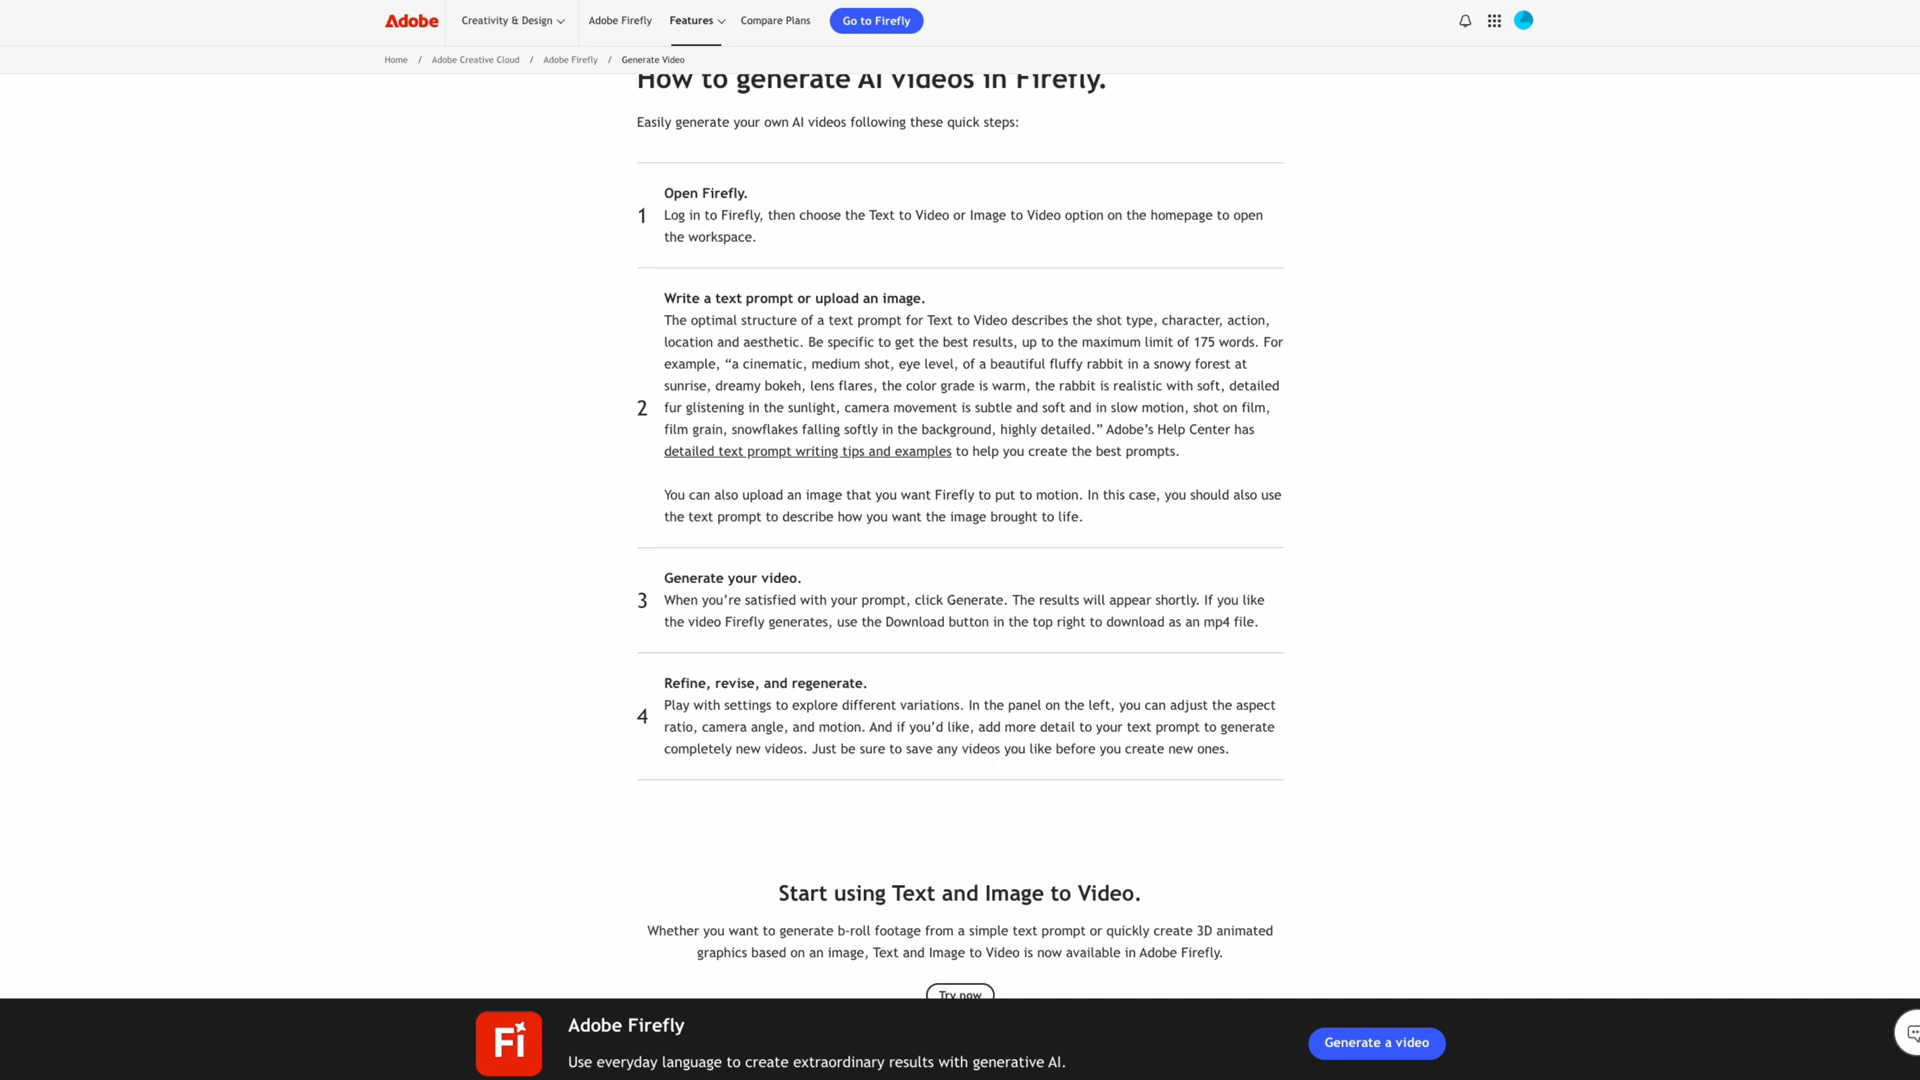 Adobe
Creativity & Design
Adobe Firefly
Features
Compare Plans
Go to Firefly
Home / Adobe Creative Cloud / Adobe Firefly / Generate Video
How to generate AI videos in Firefly.
Easily generate your own AI videos following these quick steps:
1
Open Firefly.
Log in to Firefly, then choose the Text to Video or Image to Video option on the homepage to open
the workspace.
2
Write a text prompt or upload an image.
The optimal structure of a text prompt for Text to Video describes the shot type, character, action,
location and aesthetic. Be specific to get the best results, up to the maximum limit of 175 words. For
example, “a cinematic, medium shot, eye level, of a beautiful fluffy rabbit in a snowy forest at
sunrise, dreamy bokeh, lens flares, the color grade is warm, the rabbit is realistic with soft, detailed
fur glistening in the sunlight, camera movement is subtle and soft and in slow motion, shot on film,
film grain, snowflakes falling softly in the background, highly detailed.” Adobe’s Help Center has
detailed text prompt writing tips and examples to help you create the best prompts.
You can also upload an image that you want Firefly to put to motion. In this case, you should also use
the text prompt to describe how you want the image brought to life.
3
Generate your video.
When you’re satisfied with your prompt, click Generate. The results will appear shortly. If you like
the video Firefly generates, use the Download button in the top right to download as an mp4 file.
4
Refine, revise, and regenerate.
Play with settings to explore different variations. In the panel on the left, you can adjust the aspect
ratio, camera angle, and motion. And if you’d like, add more detail to your text prompt to generate
completely new videos. Just be sure to save any videos you like before you create new ones.
Start using Text and Image to Video.
Whether you want to generate b-roll footage from a simple text prompt or quickly create 3D animated
graphics based on an image, Text and Image to Video is now available in Adobe Firefly.
Try now
Fi
Adobe Firefly
Use everyday language to create extraordinary results with generative AI.
Generate a video